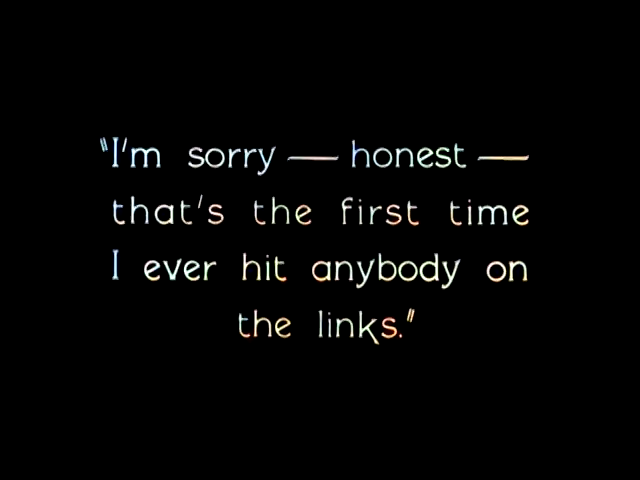 "I'm sorry — honest —
that's the first time
I ever hit anybody on
the links."